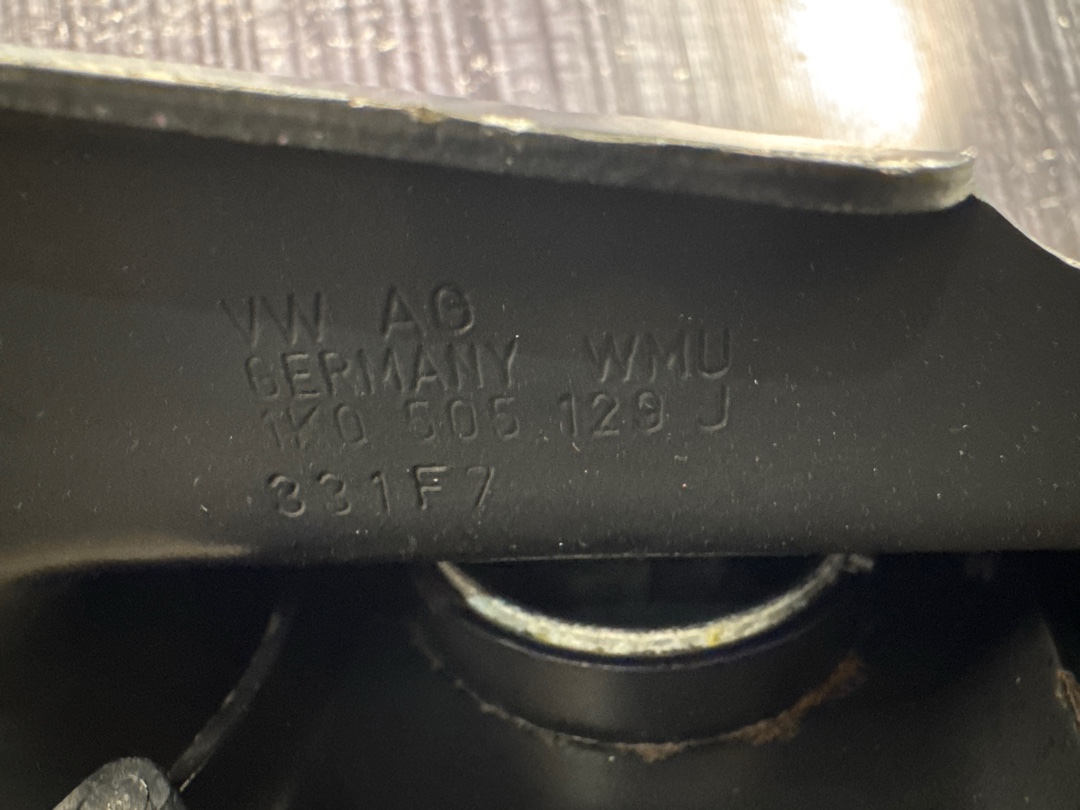 VW AG
GERMANY WMU
1K0 505 129 J
331F7